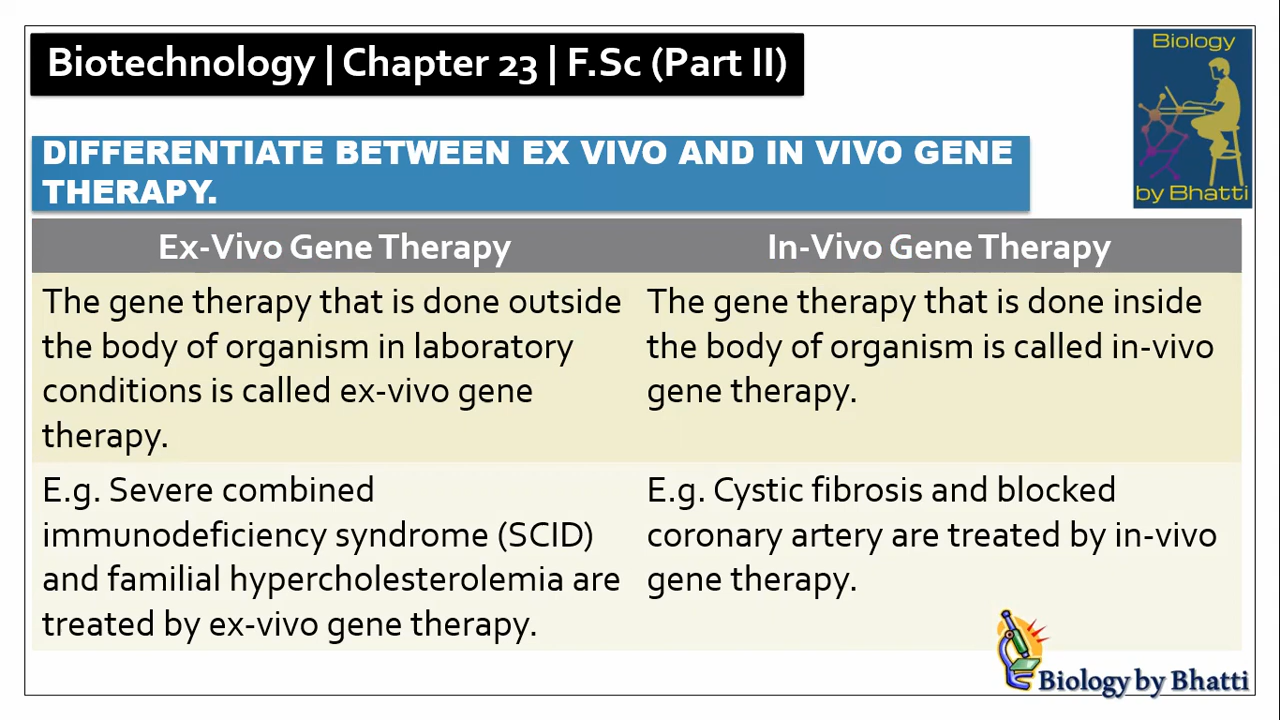 Biotechnology | Chapter 23 | F.Sc (Part II)
Biology
by Bhatti
DIFFERENTIATE BETWEEN EX VIVO AND IN VIVO GENE
THERAPY.
Ex-Vivo Gene Therapy
In-Vivo Gene Therapy
The gene therapy that is done outside
the body of organism in laboratory
conditions is called ex-vivo gene
therapy.
The gene therapy that is done inside
the body of organism is called in-vivo
gene therapy.
E.g. Severe combined
immunodeficiency syndrome (SCID)
and familial hypercholesterolemia are
treated by ex-vivo gene therapy.
E.g. Cystic fibrosis and blocked
coronary artery are treated by in-vivo
gene therapy.
Biology by Bhatti